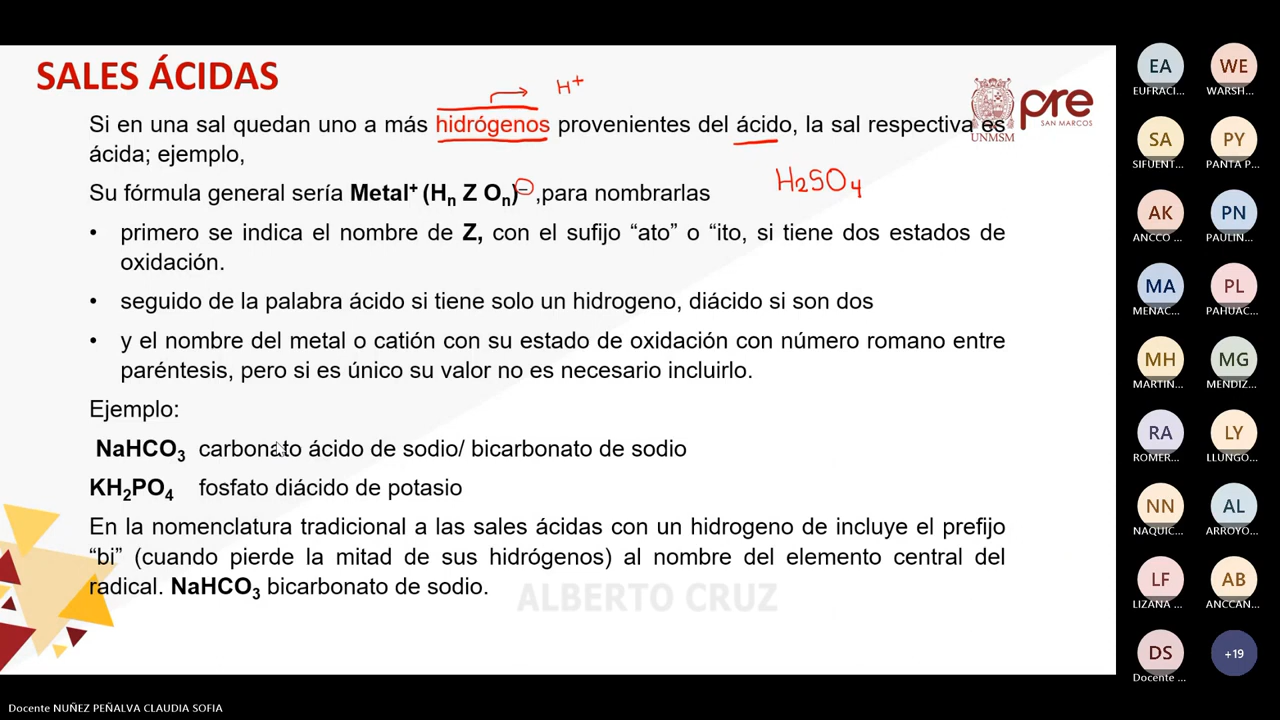 SALES ÁCIDAS
H⁺
Si en una sal quedan uno a más hidrógenos provenientes del ácido, la sal respectiva es
ácida; ejemplo,
Su fórmula general sería Metal⁺ (Hₙ Z Oₙ)⁻ ,para nombrarlas
H₂SO₄
• primero se indica el nombre de Z, con el sufijo “ato” o “ito, si tiene dos estados de
oxidación.
• seguido de la palabra ácido si tiene solo un hidrogeno, diácido si son dos
• y el nombre del metal o catión con su estado de oxidación con número romano entre
paréntesis, pero si es único su valor no es necesario incluirlo.
Ejemplo:
NaHCO₃ carbonato ácido de sodio/ bicarbonato de sodio
KH₂PO₄ fosfato diácido de potasio
En la nomenclatura tradicional a las sales ácidas con un hidrogeno de incluye el prefijo
“bi” (cuando pierde la mitad de sus hidrógenos) al nombre del elemento central del
radical. NaHCO₃ bicarbonato de sodio.
ALBERTO CRUZ
UNMSM
pre
SAN MARCOS
EA WE
EUFRACI... WARSH...
SA PY
SIFUENT... PANTA P...
AK PN
ANCCO ... PAULIN...
MA PL
MENAC... PAHUAC...
MH MG
MARTIN... MENDIZ...
RA LY
ROMER... LLUNGO...
NN AL
NAQUIC... ARROYO...
LF AB
LIZANA ... ANCCAN...
DS +19
Docente ...
Docente NUÑEZ PEÑALVA CLAUDIA SOFIA